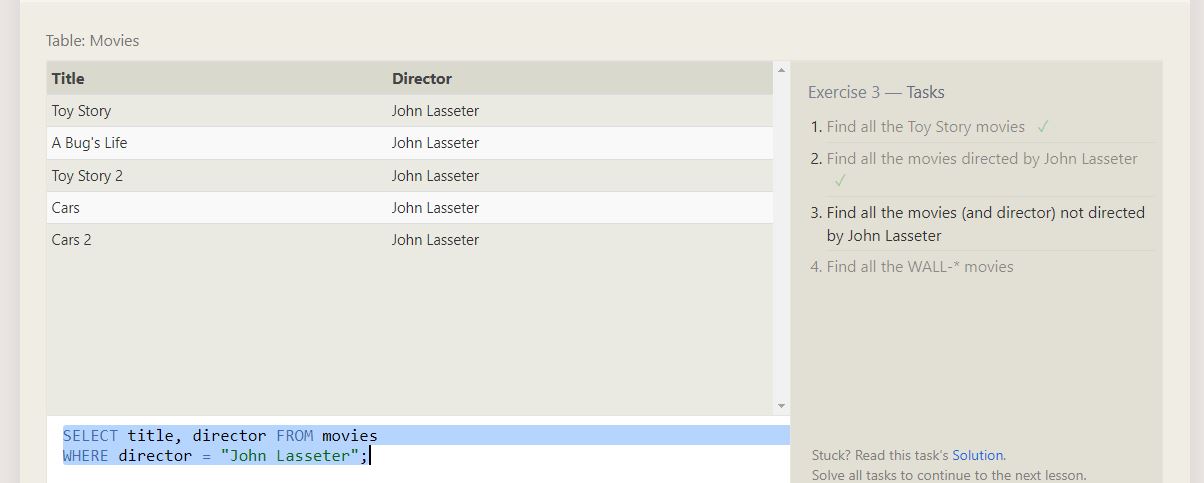 Table: Movies
Title Director
Toy Story John Lasseter
A Bug's Life John Lasseter
Toy Story 2 John Lasseter
Cars John Lasseter
Cars 2 John Lasseter
SELECT title, director FROM movies
WHERE director = "John Lasseter";
Exercise 3 — Tasks
1. Find all the Toy Story movies ✓
2. Find all the movies directed by John Lasseter
✓
3. Find all the movies (and director) not directed
by John Lasseter
4. Find all the WALL-* movies
Stuck? Read this task's Solution.
Solve all tasks to continue to the next lesson.